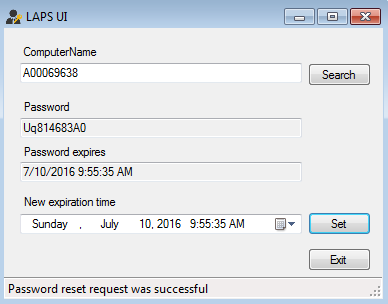 LAPS UI
ComputerName
A00069638
Search
Password
Uq814683A0
Password expires
7/10/2016 9:55:35 AM
New expiration time
Sunday , July 10, 2016 9:55:35 AM
Set
Exit
Password reset request was successful